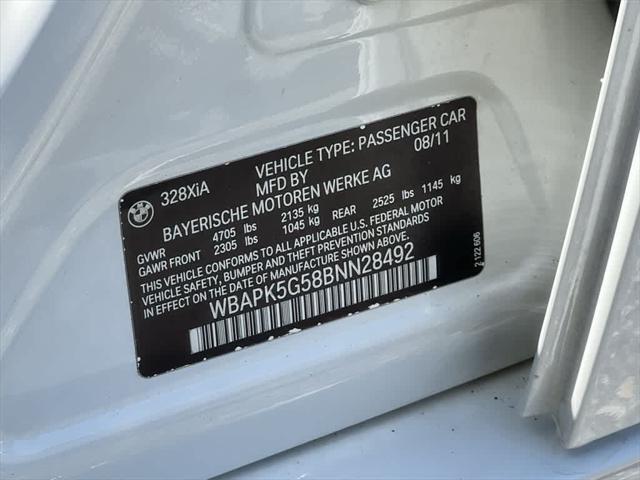 BMW
328XiA VEHICLE TYPE: PASSENGER CAR
MFD BY 08/11
BAYERISCHE MOTOREN WERKE AG
GVWR 4705 lbs 2135 kg
GAWR FRONT 2305 lbs 1045 kg REAR 2525 lbs 1145 kg
THIS VEHICLE CONFORMS TO ALL APPLICABLE U.S. FEDERAL MOTOR
VEHICLE SAFETY, BUMPER AND THEFT PREVENTION STANDARDS
IN EFFECT ON THE DATE OF MANUFACTURE SHOWN ABOVE.
WBAPK5G58BNN28492
2 122 606